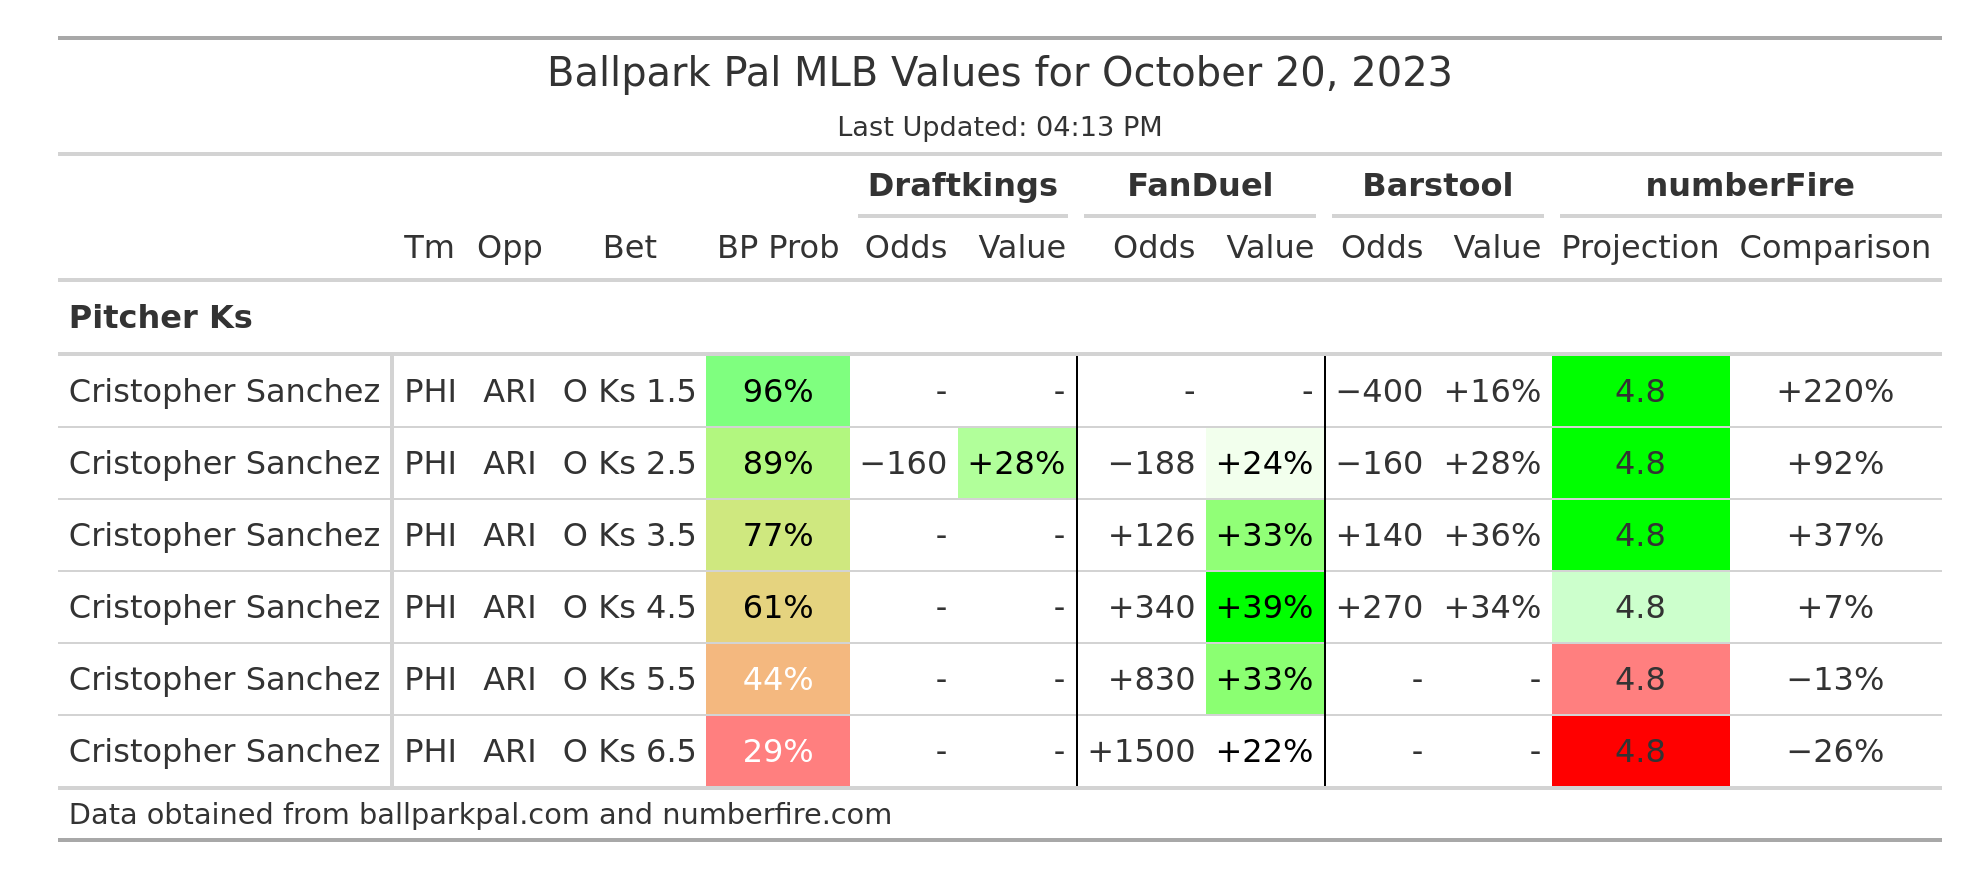 Ballpark Pal MLB Values for October 20, 2023
Last Updated: 04:13 PM
Draftkings FanDuel Barstool numberFire
Tm Opp Bet BP Prob Odds Value Odds Value Odds Value Projection Comparison
Pitcher Ks
Cristopher Sanchez PHI ARI O Ks 1.5 96% - - - - −400 +16% 4.8 +220%
Cristopher Sanchez PHI ARI O Ks 2.5 89% −160 +28% −188 +24% −160 +28% 4.8 +92%
Cristopher Sanchez PHI ARI O Ks 3.5 77% - - +126 +33% +140 +36% 4.8 +37%
Cristopher Sanchez PHI ARI O Ks 4.5 61% - - +340 +39% +270 +34% 4.8 +7%
Cristopher Sanchez PHI ARI O Ks 5.5 44% - - +830 +33% - - 4.8 −13%
Cristopher Sanchez PHI ARI O Ks 6.5 29% - - +1500 +22% - - 4.8 −26%
Data obtained from ballparkpal.com and numberfire.com